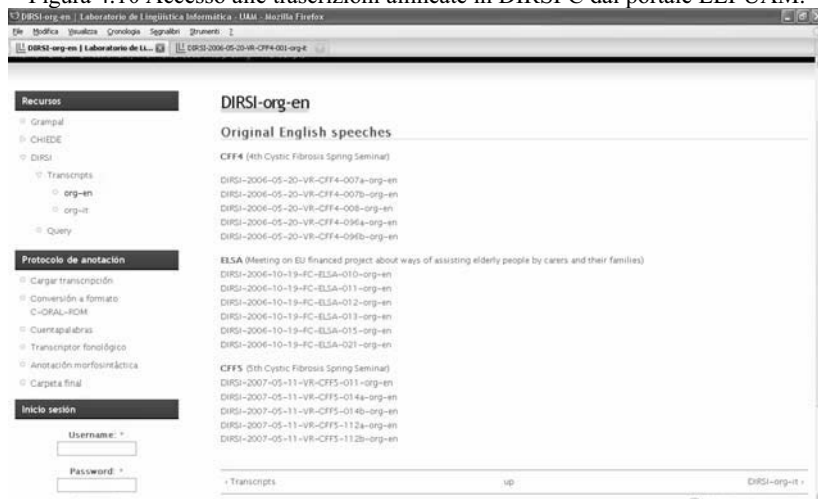 Figura 4.10 Accesso alle trascrizioni allineate in DIRSI-C dal portale LLI-UAM.
DIRSI-org-en | Laboratorio de Lingüística Informática - UAM - Mozilla Firefox
File Modifica Visualizza Cronologia Segnalibri Strumenti ?
DIRSI-org-en | Laboratorio de Li...
DIRSI-2006-05-20-VR-CFF4-001-org-it
Recursos
Grampal
CHIEDE
DIRSI
Transcripts
org-en
org-it
Query
Protocolo de anotación
Cargar transcripción
Conversión a formato
C-ORAL-ROM
Cuentapalabras
Transcriptor fonológico
Anotación morfosintáctica
Carpeta final
Inicio sesión
Username: *
Password: *
DIRSI-org-en
Original English speeches
CFF4 (4th Cystic Fibrosis Spring Seminar)
DIRSI-2006-05-20-VR-CFF4-007a-org-en
DIRSI-2006-05-20-VR-CFF4-007b-org-en
DIRSI-2006-05-20-VR-CFF4-008-org-en
DIRSI-2006-05-20-VR-CFF4-096a-org-en
DIRSI-2006-05-20-VR-CFF4-096b-org-en
ELSA (Meeting on EU financed project about ways of assisting elderly people by carers and their families)
DIRSI-2006-10-19-FC-ELSA-010-org-en
DIRSI-2006-10-19-FC-ELSA-011-org-en
DIRSI-2006-10-19-FC-ELSA-012-org-en
DIRSI-2006-10-19-FC-ELSA-013-org-en
DIRSI-2006-10-19-FC-ELSA-015-org-en
DIRSI-2006-10-19-FC-ELSA-021-org-en
CFF5 (5th Cystic Fibrosis Spring Seminar)
DIRSI-2007-05-11-VR-CFF5-011-org-en
DIRSI-2007-05-11-VR-CFF5-014a-org-en
DIRSI-2007-05-11-VR-CFF5-014b-org-en
DIRSI-2007-05-11-VR-CFF5-112a-org-en
DIRSI-2007-05-11-VR-CFF5-112b-org-en
‹ Transcripts up DIRSI-org-it ›